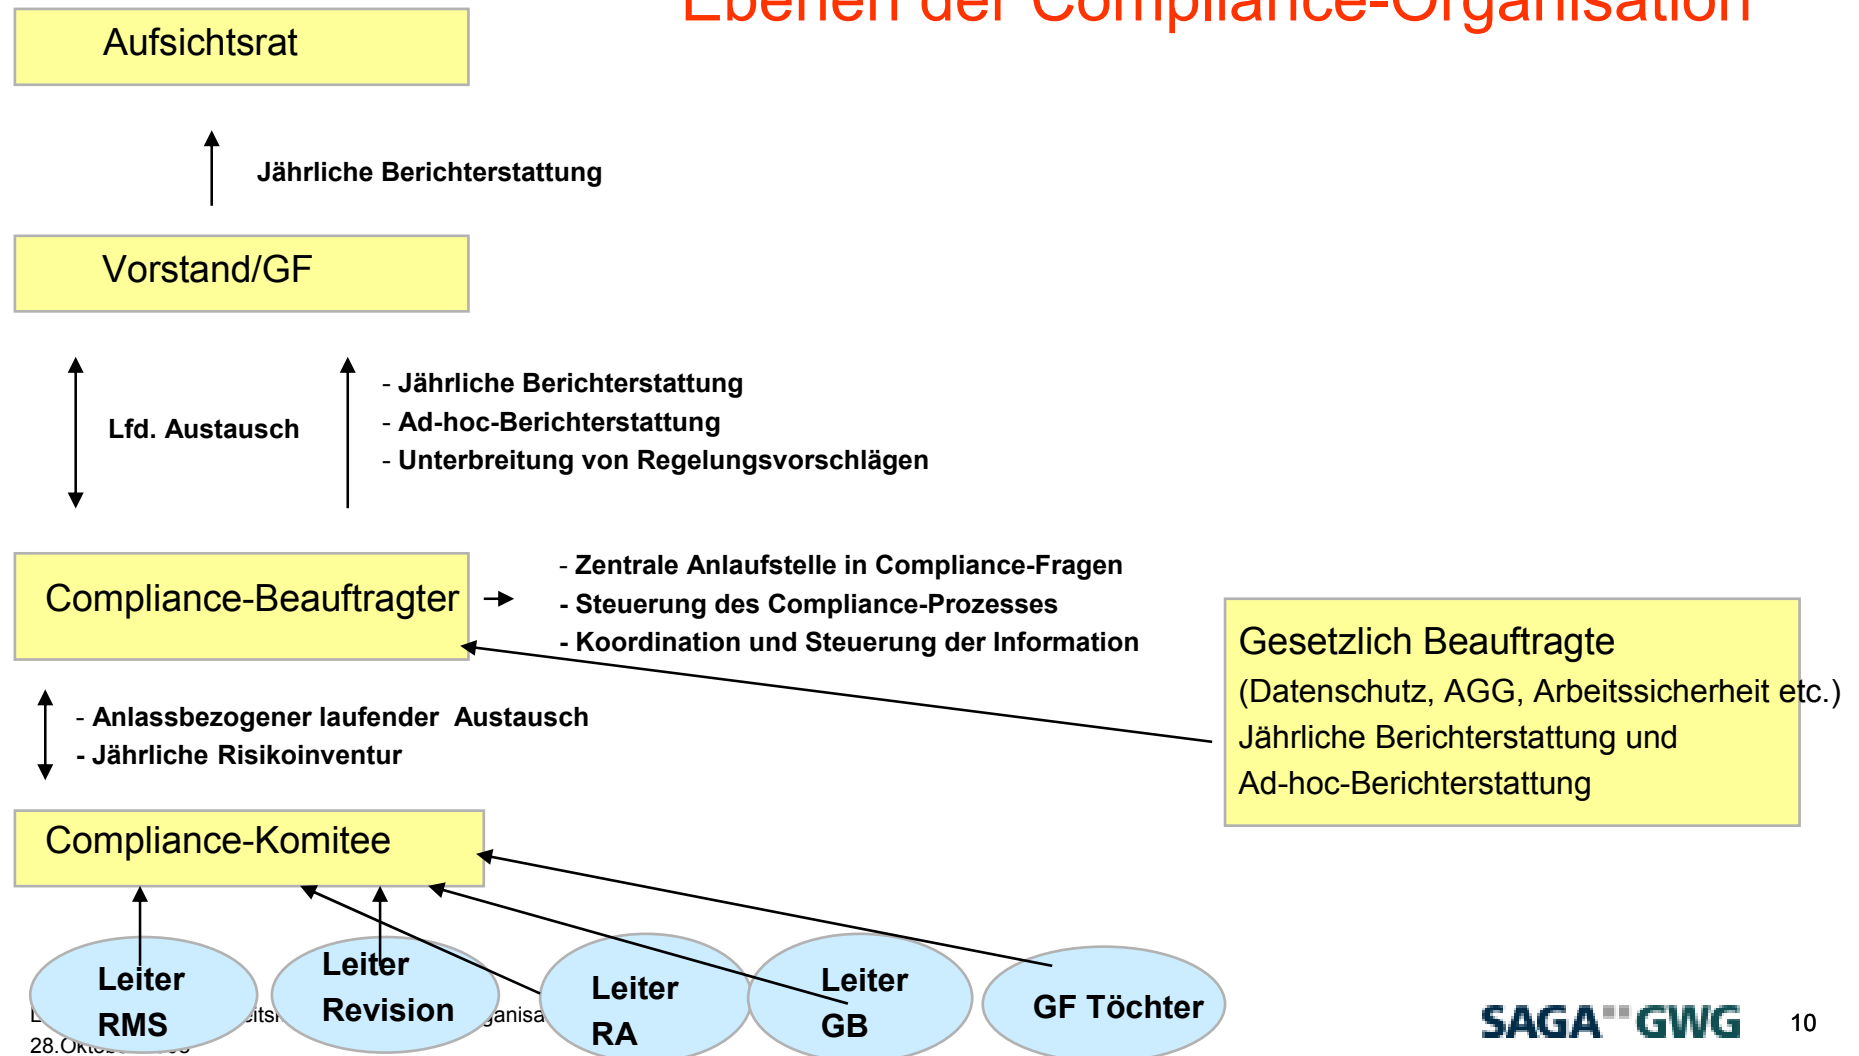 Ebenen der Compliance-Organisation
Aufsichtsrat
Jährliche Berichterstattung
Vorstand/GF
Lfd. Austausch
- Jährliche Berichterstattung
- Ad-hoc-Berichterstattung
- Unterbreitung von Regelungsvorschlägen
Compliance-Beauftragter
- Zentrale Anlaufstelle in Compliance-Fragen
- Steuerung des Compliance-Prozesses
- Koordination und Steuerung der Information
Gesetzlich Beauftragte
(Datenschutz, AGG, Arbeitssicherheit etc.)
Jährliche Berichterstattung und
Ad-hoc-Berichterstattung
- Anlassbezogener laufender Austausch
- Jährliche Risikoinventur
Compliance-Komitee
Leiter
RMS
Leiter
Revision
Leiter
RA
Leiter
GB
GF Töchter
28.Oktober
SAGA GWG
10